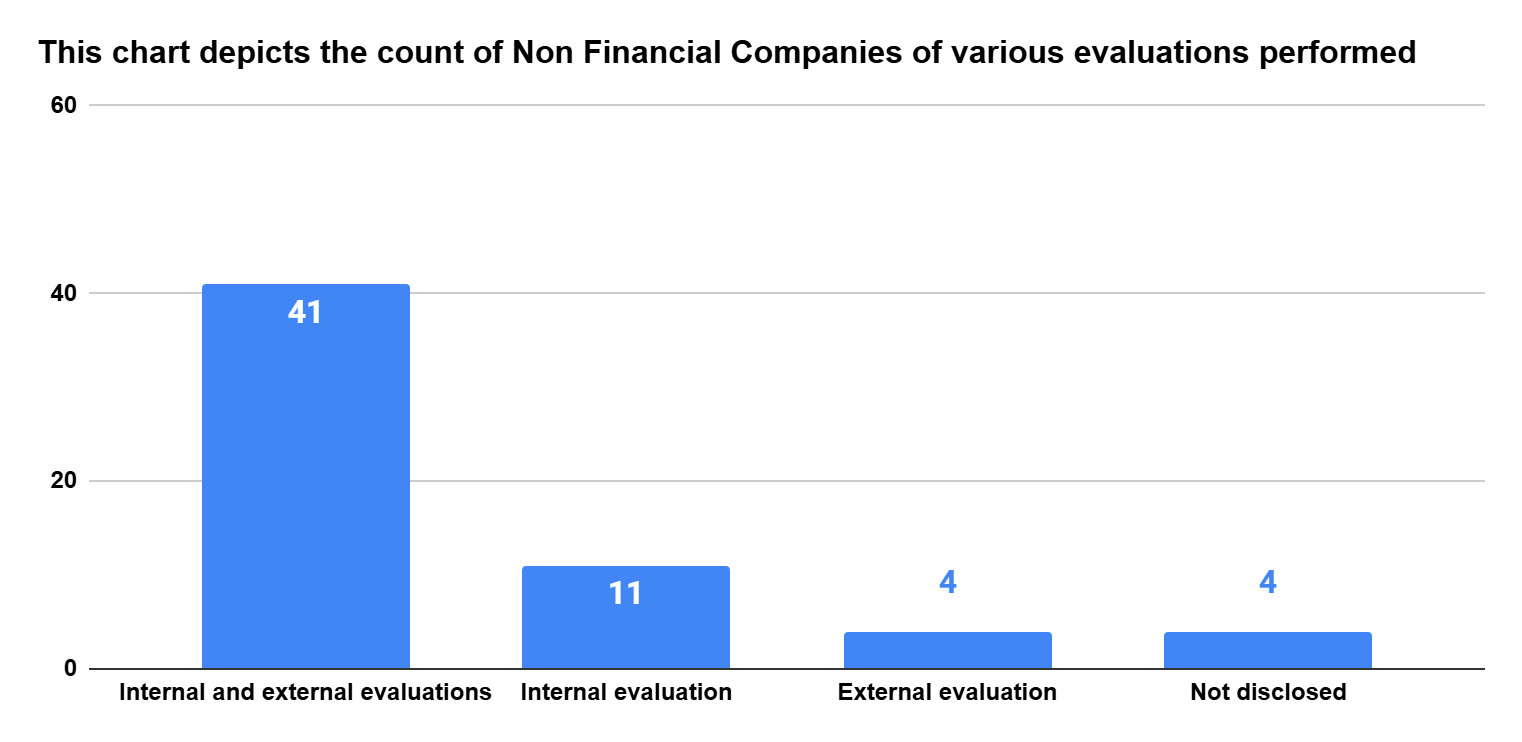 This chart depicts the count of Non Financial Companies of various evaluations performed
60
40
20
0
41
11
4
4
Internal and external evaluations
Internal evaluation
External evaluation
Not disclosed